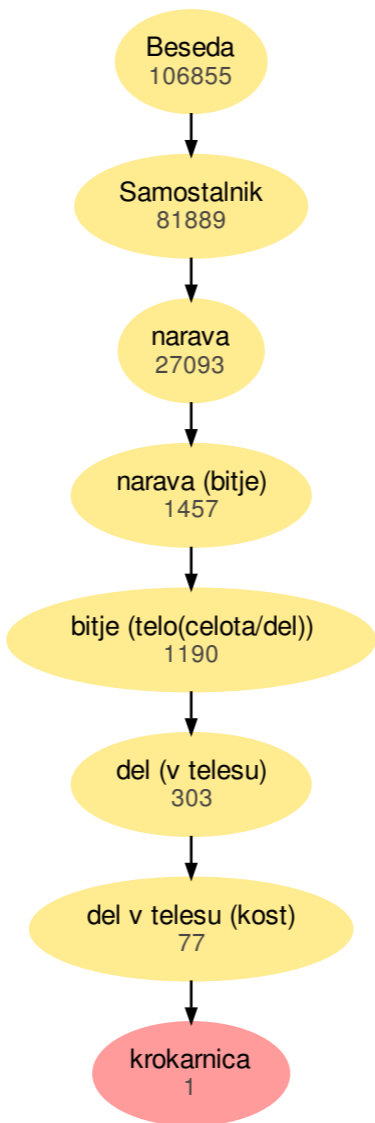 Beseda
106855
Samostalnik
81889
narava
27093
narava (bitje)
1457
bitje (telo(celota/del))
1190
del (v telesu)
303
del v telesu (kost)
77
krokarnica
1